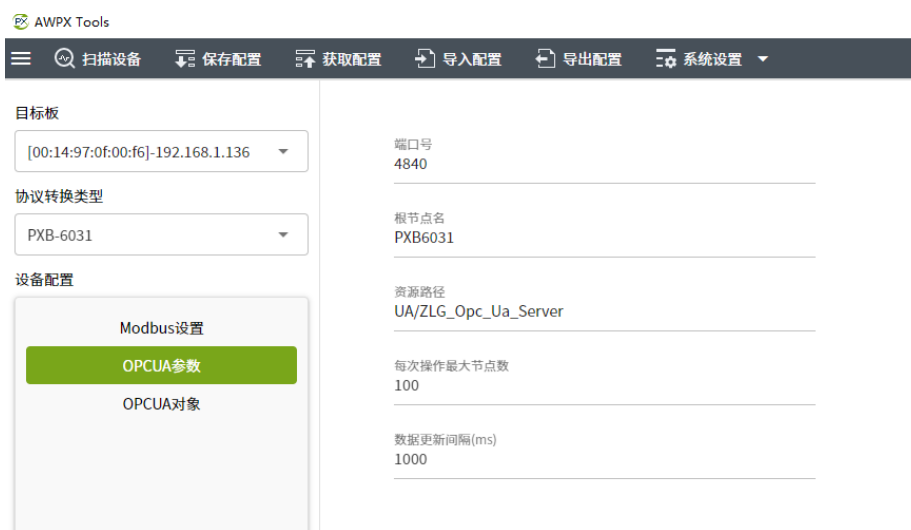 AWPX Tools
扫描设备 保存配置 获取配置 导入配置 导出配置 系统设置
目标板
[00:14:97:0f:00:f6]-192.168.1.136
协议转换类型
PXB-6031
设备配置
Modbus设置
OPCUA参数
OPCUA对象
端口号
4840
根节点名
PXB6031
资源路径
UA/ZLG_Opc_Ua_Server
每次操作最大节点数
100
数据更新间隔(ms)
1000